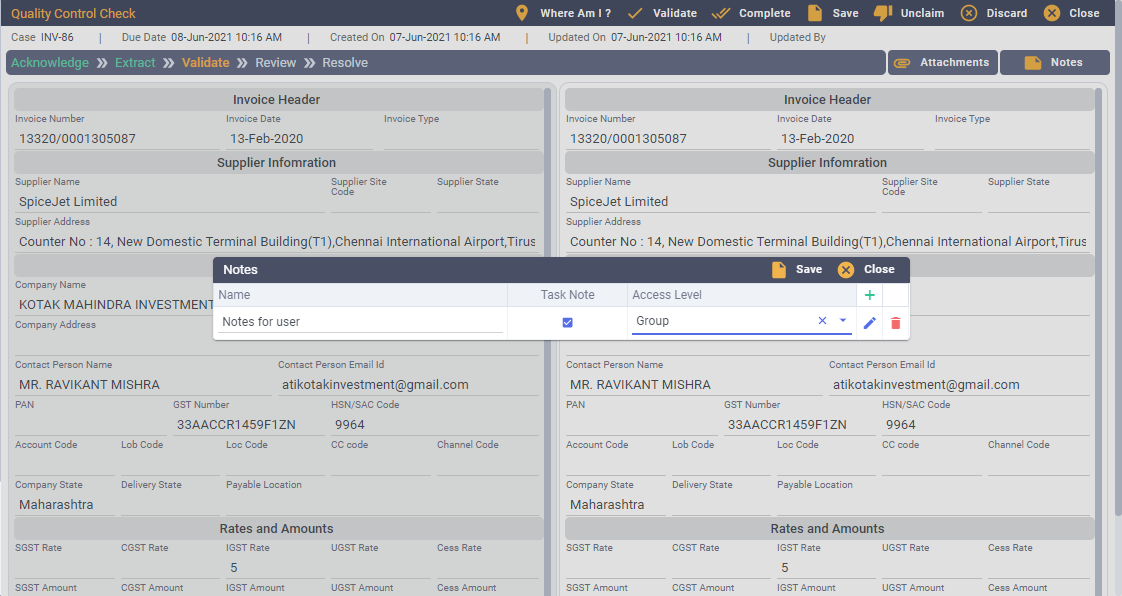 Quality Control Check Where Am I ? Validate Complete Save Unclaim Discard Close
Case INV-86 | Due Date 08-Jun-2021 10:16 AM | Created On 07-Jun-2021 10:16 AM | Updated On 07-Jun-2021 10:16 AM | Updated By
Acknowledge Extract Validate Review Resolve Attachments Notes
Invoice Header
Invoice Number Invoice Date Invoice Type
13320/0001305087 13-Feb-2020
Supplier Infomration
Supplier Name Supplier Site Code Supplier State
SpiceJet Limited
Supplier Address
Counter No : 14, New Domestic Terminal Building(T1),Chennai International Airport,Tirus
Company Name
KOTAK MAHINDRA INVESTMENT
Company Address
Contact Person Name Contact Person Email Id
MR. RAVIKANT MISHRA atikotakinvestment@gmail.com
PAN GST Number HSN/SAC Code
33AACCR1459F1ZN 9964
Account Code Lob Code Loc Code CC code Channel Code
Company State Delivery State Payable Location
Maharashtra
Rates and Amounts
SGST Rate CGST Rate IGST Rate UGST Rate Cess Rate
5
SGST Amount CGST Amount IGST Amount UGST Amount Cess Amount
Invoice Header
Invoice Number Invoice Date Invoice Type
13320/0001305087 13-Feb-2020
Supplier Infomration
Supplier Name Supplier Site Code Supplier State
SpiceJet Limited
Supplier Address
Counter No : 14, New Domestic Terminal Building(T1),Chennai International Airport,Tirus
Contact Person Name Contact Person Email Id
MR. RAVIKANT MISHRA atikotakinvestment@gmail.com
PAN GST Number HSN/SAC Code
33AACCR1459F1ZN 9964
Account Code Lob Code Loc Code CC code Channel Code
Company State Delivery State Payable Location
Maharashtra
Rates and Amounts
SGST Rate CGST Rate IGST Rate UGST Rate Cess Rate
5
SGST Amount CGST Amount IGST Amount UGST Amount Cess Amount
Notes Save Close
Name Task Note Access Level
Notes for user Group